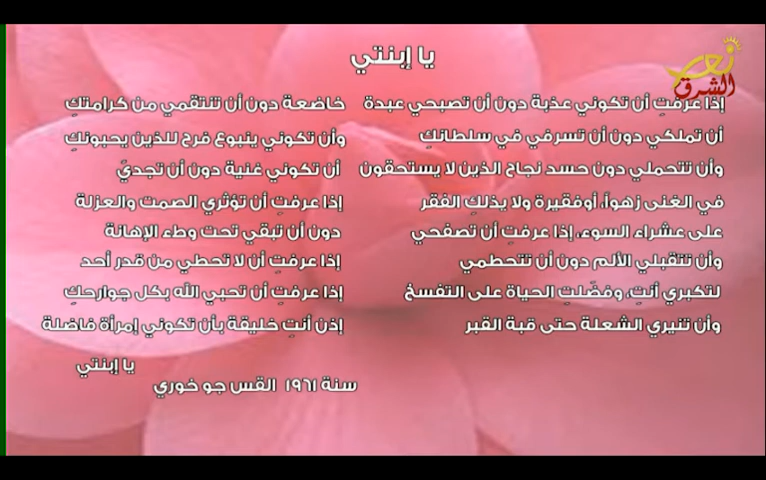 يا إبنتي
نور الشرق
إذا عرفتِ أن تكوني عذبة دون أن تصبحي عبدة خاضعة دون أن تنتقمي من كرامتكِ
أن تملكي دون أن تسرفي في سلطانكِ وأن تكوني ينبوع فرح للذين يحبونكِ
وأن تتحملي دون حسد نجاح الذين لا يستحقون أن تكوني غنية دون أن تجديَ
في الغنى زهواً، أوفقيرة ولا يذلكِ الفقر إذا عرفتِ أن تؤثري الصمت والعزلة
على عشراء السوء، إذا عرفتِ أن تصفحي دون أن تبقي تحت وطء الإهانة
وأن تتقبلي الألم دون أن تتحطمي إذا عرفتِ أن لا تحطي من قدر أحد
لتكبري أنتِ، وفضّلتِ الحياة على التفسخ إذا عرفتِ أن تحبي الله بكل جوارحكِ
وأن تنيري الشعلة حتى قبة القبر إذن أنتِ خليقة بأن تكوني إمرأة فاضلة
يا إبنتي
سنة ١٩٦١ القس جو خوري